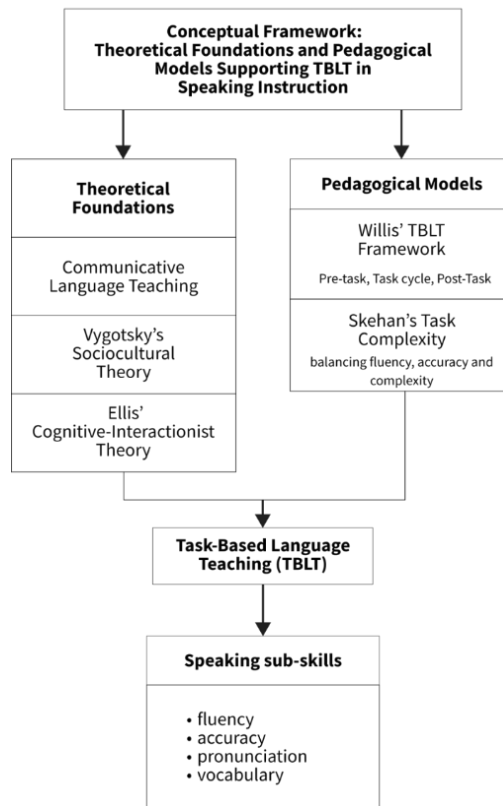 Conceptual Framework:
Theoretical Foundations and Pedagogical
Models Supporting TBLT in
Speaking Instruction
Theoretical
Foundations
Communicative
Language Teaching
Vygotsky's
Sociocultural
Theory
Ellis'
Cognitive-Interactionist
Theory
Pedagogical Models
Willis' TBLT
Framework
Pre-task, Task cycle, Post-Task
Skehan's Task
Complexity
balancing fluency, accuracy and
complexity
Task-Based Language
Teaching (TBLT)
Speaking sub-skills
• fluency
• accuracy
• pronunciation
• vocabulary